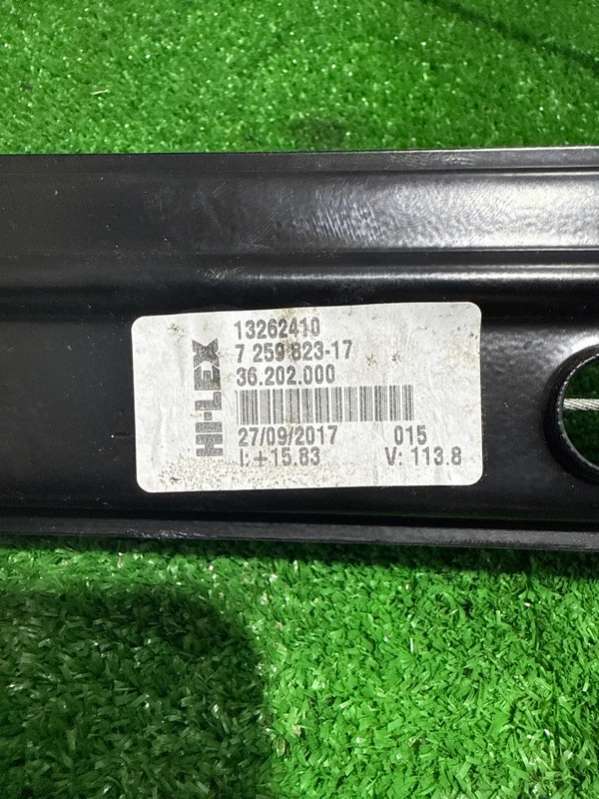 HI-LEX
13262410
7 259 823-17
36.202.000
27/09/2017 015
I: +15.83 V: 113.8